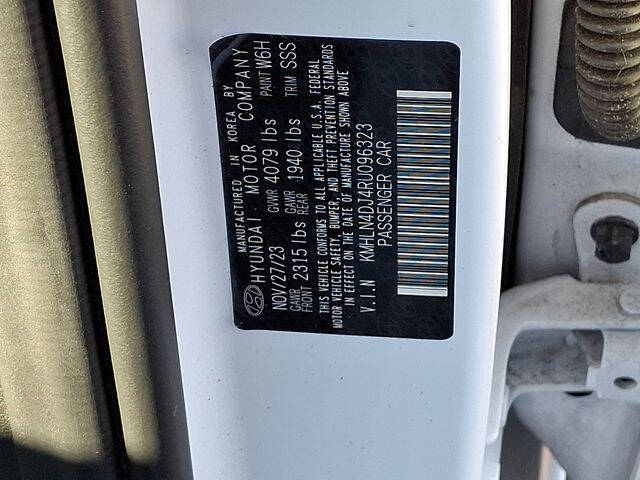 MANUFACTURED IN KOREA BY
HYUNDAI MOTOR COMPANY
NOV/27/23 GVWR 4079 lbs PAINT W6H
GAWR FRONT 2315 lbs GAWR REAR 1940 lbs TRIM SSS
THIS VEHICLE CONFORMS TO ALL APPLICABLE U.S.A. FEDERAL
MOTOR VEHICLE SAFETY, BUMPER, AND THEFT PREVENTION STANDARDS
IN EFFECT ON THE DATE OF MANUFACTURE SHOWN ABOVE
V.I.N KMHLN4DJ4RU096323
PASSENGER CAR